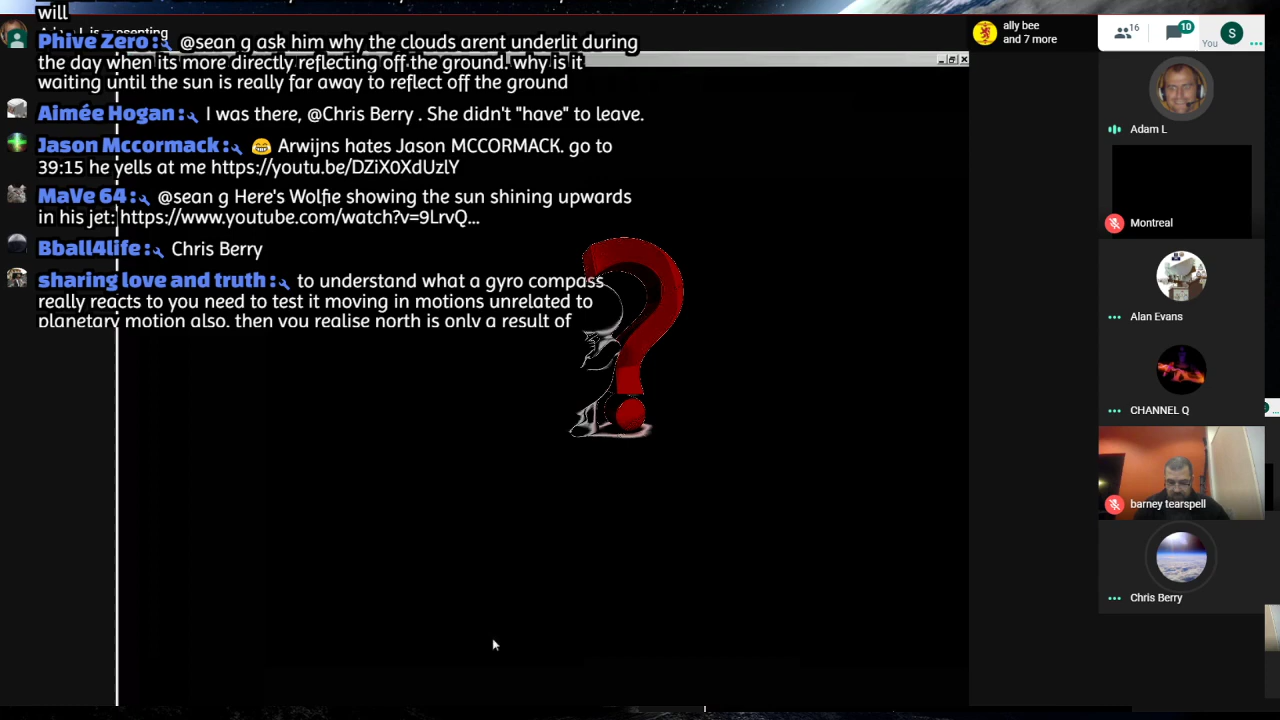 will
Adam L is presenting
Phive Zero : @sean g ask him why the clouds arent underlit during
the day when its more directly reflecting off the ground. why is it
waiting until the sun is really far away to reflect off the ground
Aimée Hogan : I was there, @Chris Berry . She didn't "have" to leave.
Jason Mccormack : 😁 Arwijns hates Jason MCCORMACK. go to
39:15 he yells at me https://youtu.be/DZiX0XdUzlY
MaVe 64 : @sean g Here's Wolfie showing the sun shining upwards
in his jet: https://www.youtube.com/watch?v=9LrvQ...
Bball4life : Chris Berry
sharing love and truth : to understand what a gyro compass
really reacts to you need to test it moving in motions unrelated to
planetary motion also. then you realise north is only a result of
?
ally bee
and 7 more
16
10
You
S
Adam L
Montreal
Alan Evans
CHANNEL Q
barney tearspell
Chris Berry